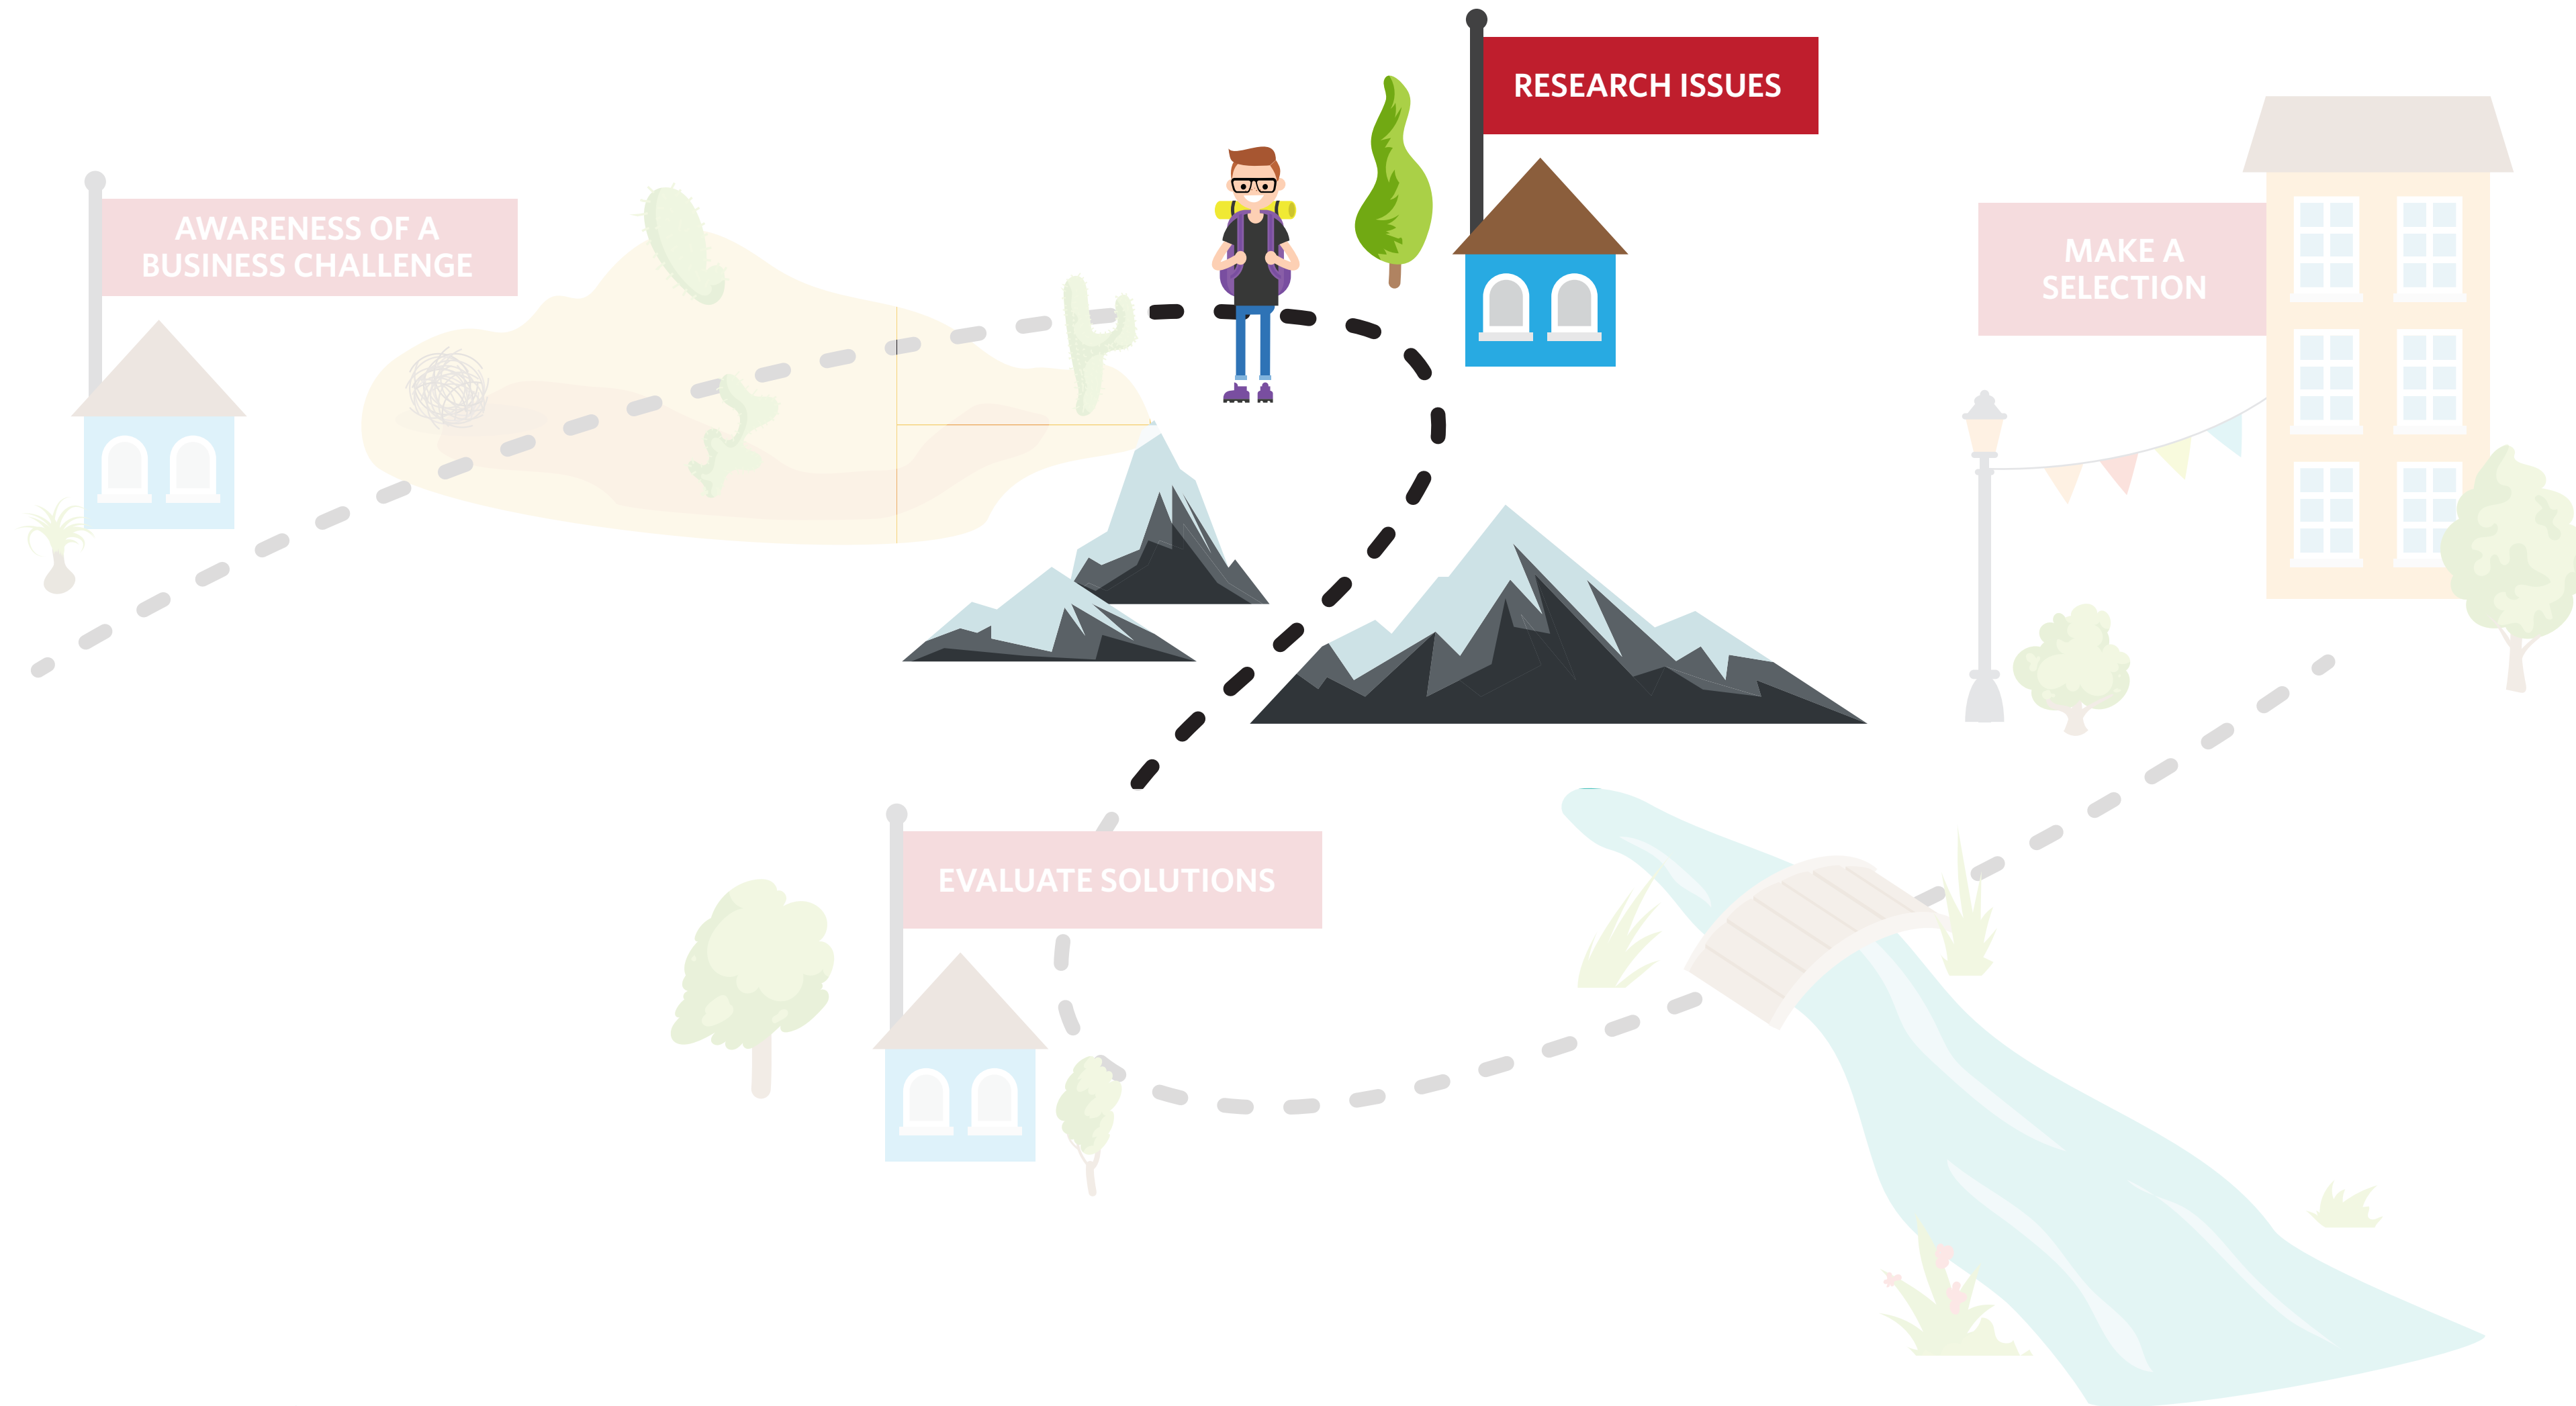 RESEARCH ISSUES
AWARENESS OF A
BUSINESS CHALLENGE
MAKE A
SELECTION
EVALUATE SOLUTIONS